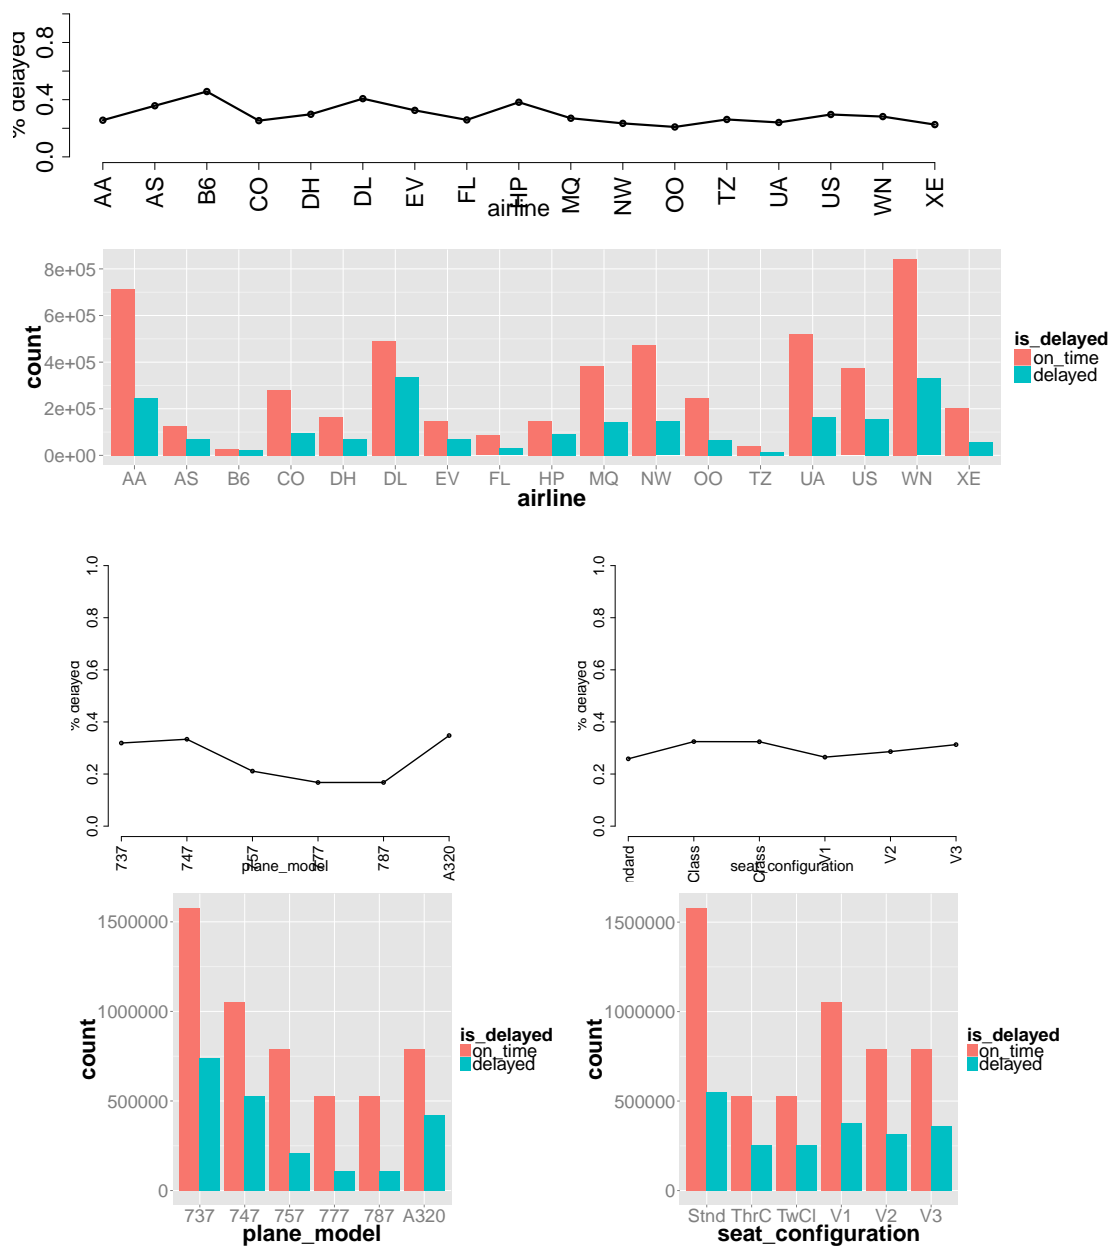 % delayed
0.0 0.4 0.8
AA AS B6 CO DH DL EV FL HP MQ NW OO TZ UA US WN XE
airline
count
8e+05
6e+05
4e+05
2e+05
0e+00
AA AS B6 CO DH DL EV FL HP MQ NW OO TZ UA US WN XE
airline
is_delayed
on_time
delayed
% delayed
0.0 0.2 0.4 0.6 0.8 1.0
737 747 757 777 787 A320
plane_model
% delayed
0.0 0.2 0.4 0.6 0.8 1.0
ndard Class Class V1 V2 V3
seat_configuration
count
1500000
1000000
500000
0
737 747 757 777 787 A320
plane_model
is_delayed
on_time
delayed
count
1500000
1000000
500000
0
Stnd ThrC TwCl V1 V2 V3
seat_configuration
is_delayed
on_time
delayed